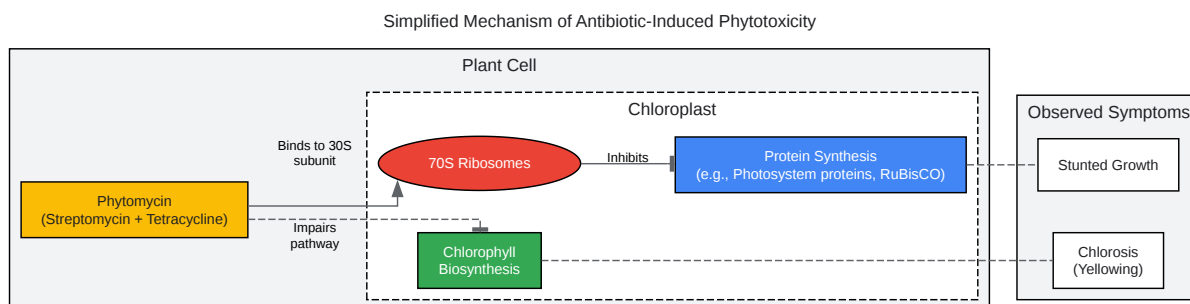 Simplified Mechanism of Antibiotic-Induced Phytotoxicity
Plant Cell
Chloroplast
Observed Symptoms
Binds to 30S
subunit
70S Ribosomes
Inhibits
Protein Synthesis
(e.g., Photosystem proteins, RuBisCO)
Stunted Growth
Phytomycin
(Streptomycin + Tetracycline)
Impairs
pathway
Chlorophyll
Biosynthesis
Chlorosis
(Yellowing)